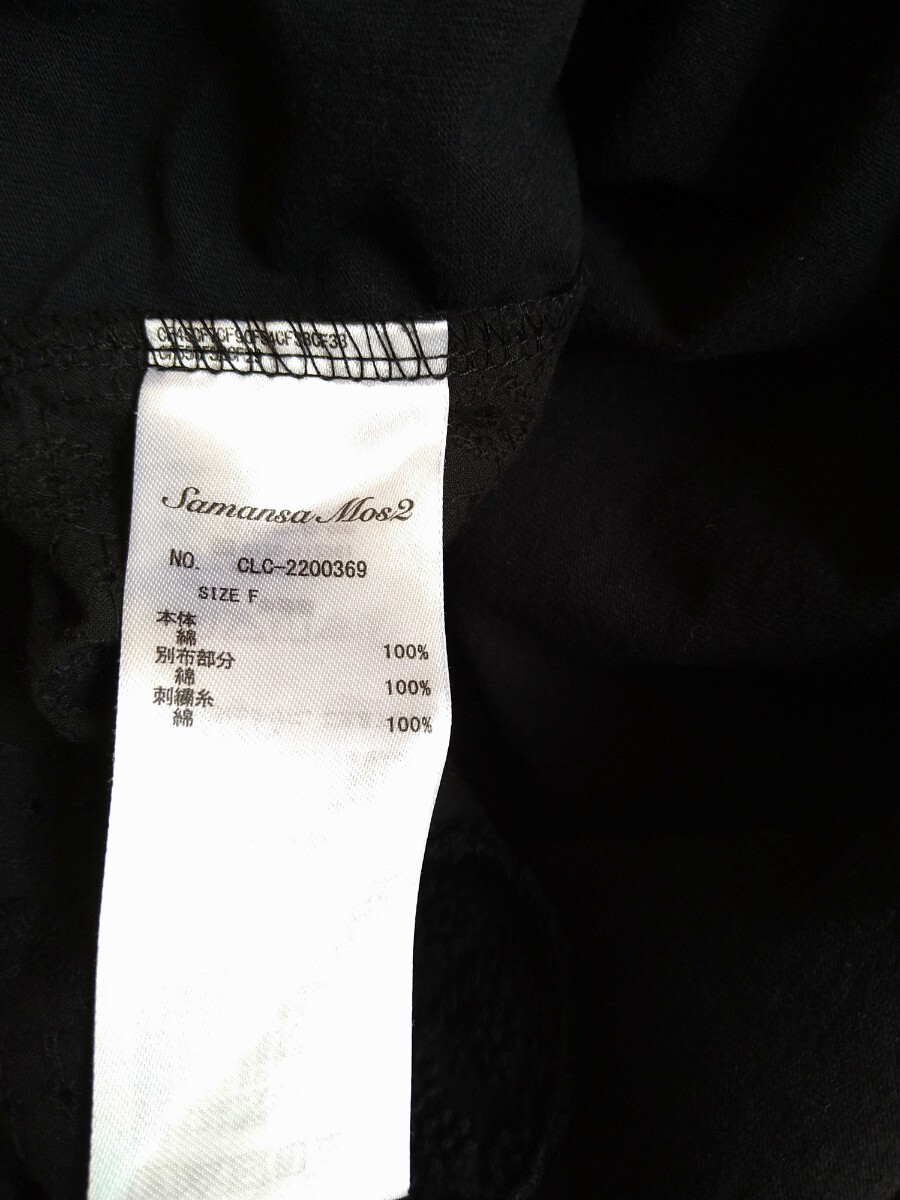 Samansa Mos2
NO. CLC-2200369
SIZE F
本体
綿 100%
別布部分
綿 100%
刺繍糸
綿 100%